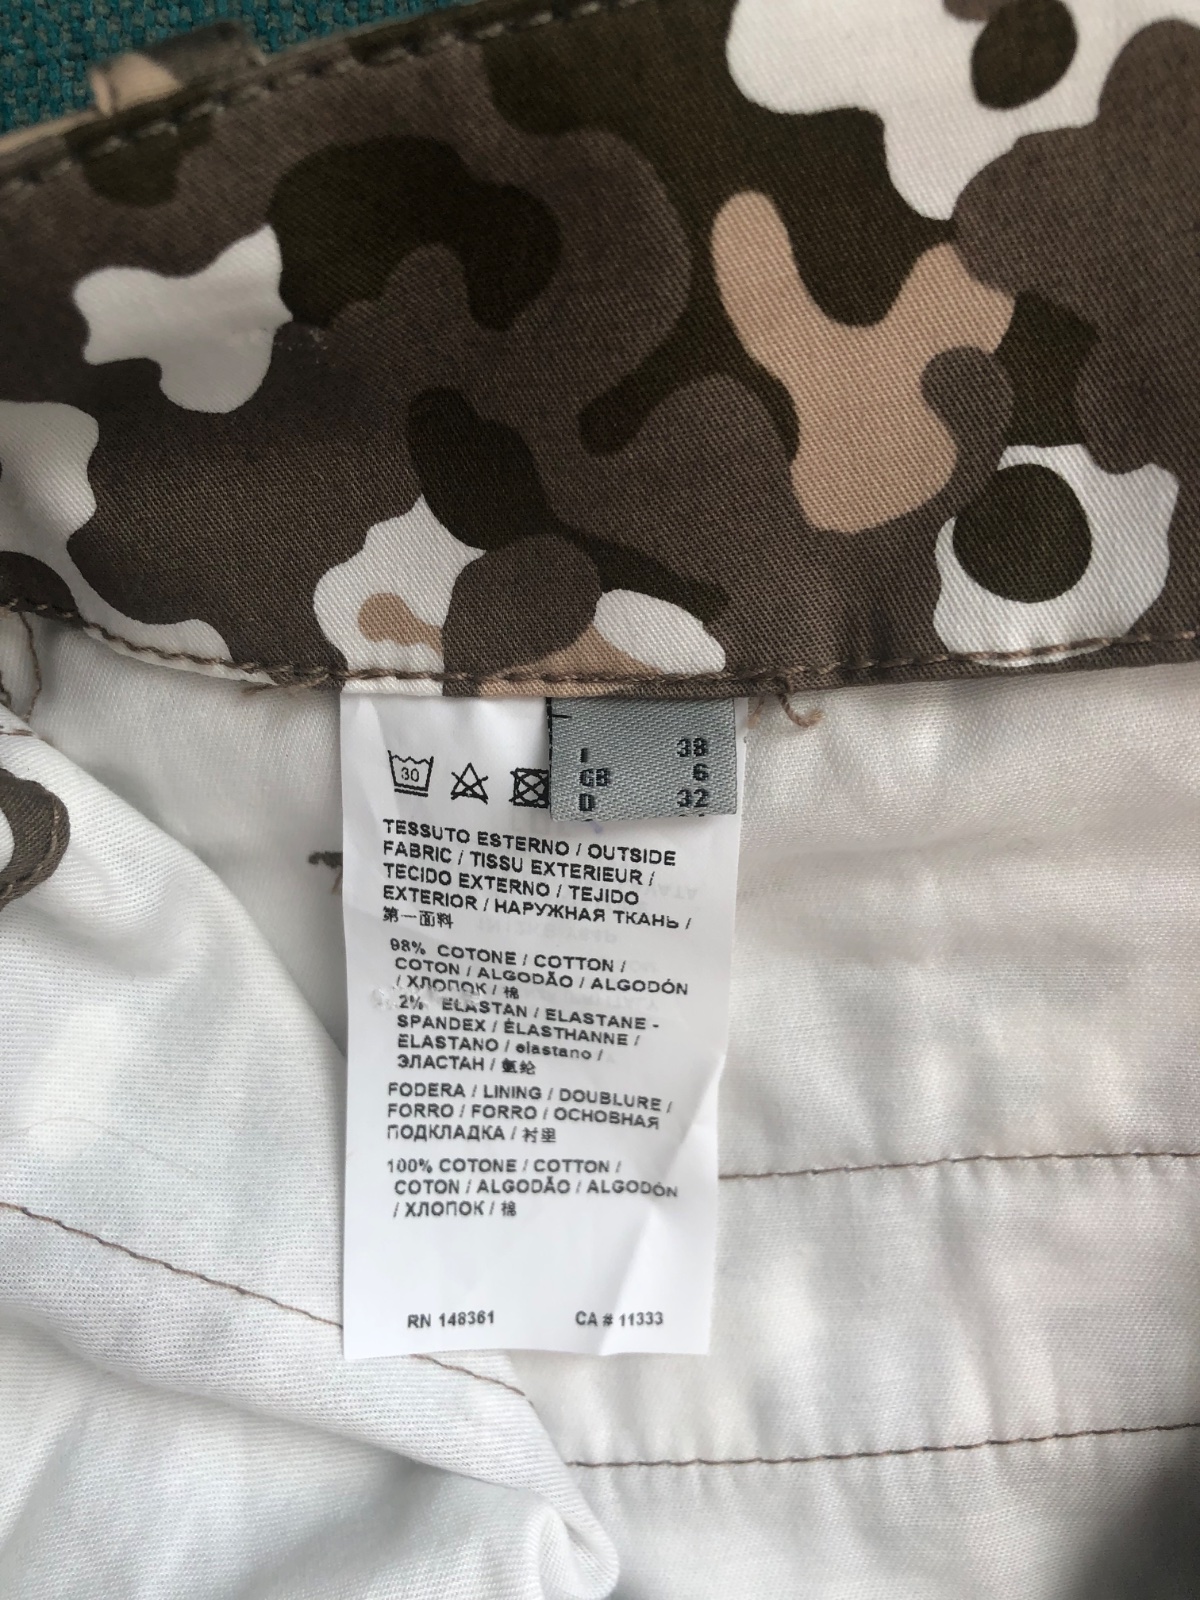 I 38
GB 6
D 32
30
TESSUTO ESTERNO / OUTSIDE
FABRIC / TISSU EXTERIEUR /
TECIDO EXTERNO / TEJIDO
EXTERIOR / НАРУЖНАЯ ТКАНЬ /
第一面料
98% COTONE / COTTON /
COTON / ALGODÃO / ALGODÓN
/ ХЛОПОК / 棉
2% ELASTAN / ELASTANE -
SPANDEX / ÉLASTHANNE /
ELASTANO / elastano /
ЭЛАСТАН / 氨纶
FODERA / LINING / DOUBLURE /
FORRO / FORRO / ОСНОВНАЯ
ПОДКЛАДКА / 衬里
100% COTONE / COTTON /
COTON / ALGODÃO / ALGODÓN
/ ХЛОПОК / 棉
RN 148361 CA # 11333